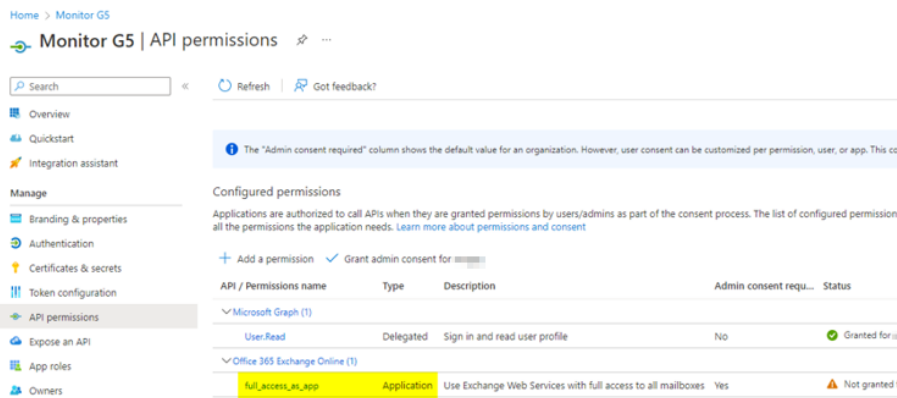 Home > Monitor G5
Monitor G5 | API permissions
Search
Refresh
Got feedback?
Overview
Quickstart
Integration assistant
Manage
Branding & properties
Authentication
Certificates & secrets
Token configuration
API permissions
Expose an API
App roles
Owners
The "Admin consent required" column shows the default value for an organization. However, user consent can be customized per permission, user, or app. This
Configured permissions
Applications are authorized to call APIs when they are granted permissions by users/admins as part of the consent process. The list of configured permission
all the permissions the application needs. Learn more about permissions and consent
Add a permission
Grant admin consent for
API / Permissions name Type Description Admin consent requ... Status
Microsoft Graph (1)
User.Read Delegated Sign in and read user profile No Granted for
Office 365 Exchange Online (1)
full_access_as_app Application Use Exchange Web Services with full access to all mailboxes Yes Not granted